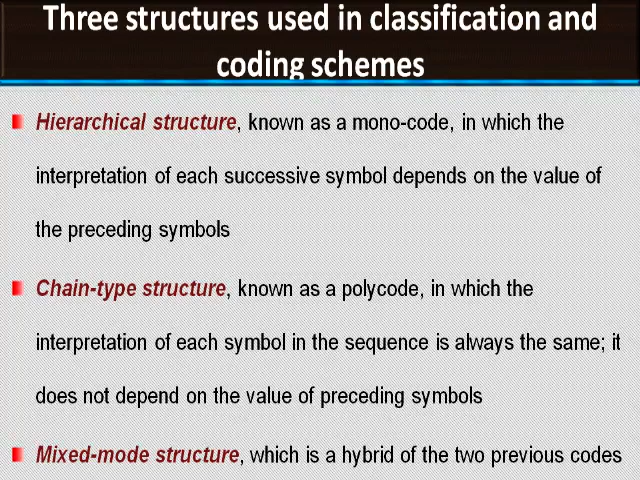 Three structures used in classification and
coding schemes
Hierarchical structure, known as a mono-code, in which the
interpretation of each successive symbol depends on the value of
the preceding symbols
Chain-type structure, known as a polycode, in which the
interpretation of each symbol in the sequence is always the same; it
does not depend on the value of preceding symbols
Mixed-mode structure, which is a hybrid of the two previous codes